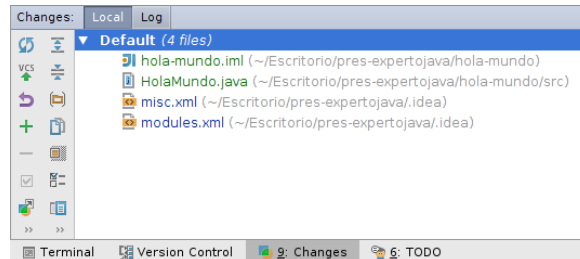 Changes: Local Log
Default (4 files)
hola-mundo.iml (~/Escritorio/pres-expertojava/hola-mundo)
HolaMundo.java (~/Escritorio/pres-expertojava/hola-mundo/src)
misc.xml (~/Escritorio/pres-expertojava/.idea)
modules.xml (~/Escritorio/pres-expertojava/.idea)
VCS
Terminal Version Control 9: Changes 6: TODO